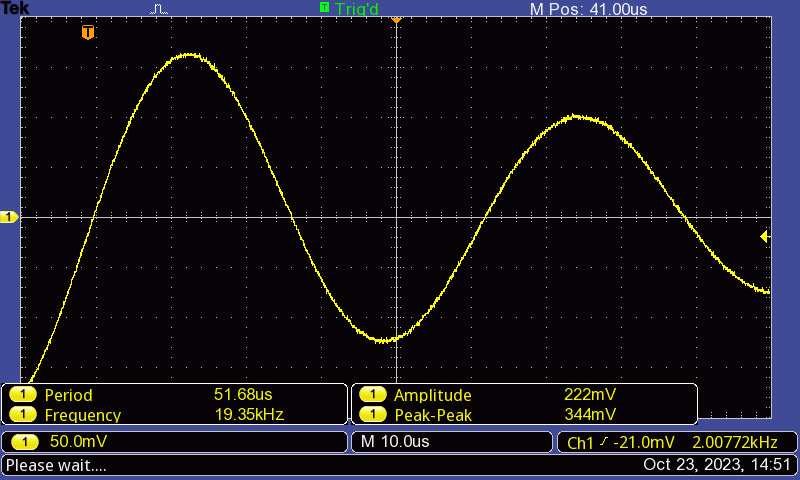 Tek T Trig'd M Pos: 41.00us
T
1
1 Period 51.68us 1 Amplitude 222mV
1 Frequency 19.35kHz 1 Peak-Peak 344mV
1 50.0mV M 10.0us Ch1 -21.0mV 2.00772kHz
Please wait.... Oct 23, 2023, 14:51